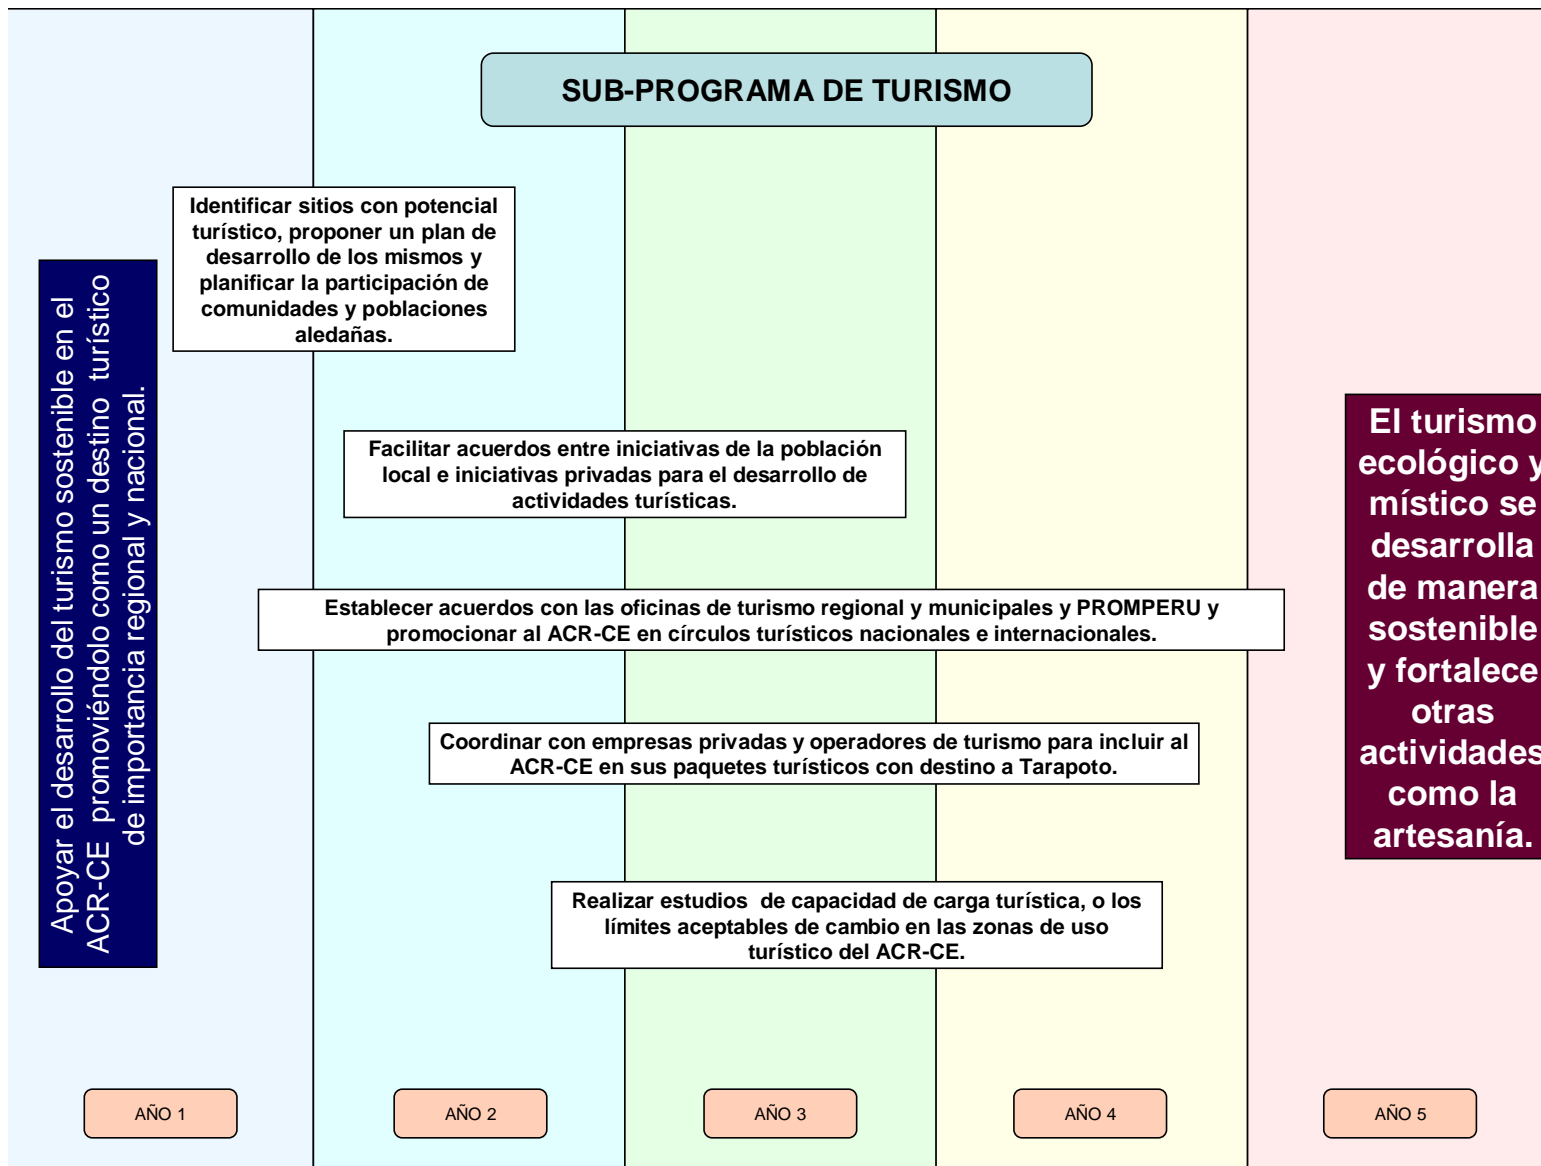 SUB-PROGRAMA DE TURISMO
Identificar sitios con potencial
turístico, proponer un plan de
desarrollo de los mismos y
planificar la participación de
comunidades y poblaciones
aledañas.
Apoyar el desarrollo del turismo sostenible en el
ACR-CE promoviéndolo como un destino turístico
de importancia regional y nacional.
Facilitar acuerdos entre iniciativas de la población
local e iniciativas privadas para el desarrollo de
actividades turísticas.
Establecer acuerdos con las oficinas de turismo regional y municipales y PROMPERU y
promocionar al ACR-CE en círculos turísticos nacionales e internacionales.
Coordinar con empresas privadas y operadores de turismo para incluir al
ACR-CE en sus paquetes turísticos con destino a Tarapoto.
Realizar estudios de capacidad de carga turística, o los
límites aceptables de cambio en las zonas de uso
turístico del ACR-CE.
El turismo
ecológico y
místico se
desarrolla
de manera
sostenible
y fortalece
otras
actividades
como la
artesanía.
AÑO 1
AÑO 2
AÑO 3
AÑO 4
AÑO 5